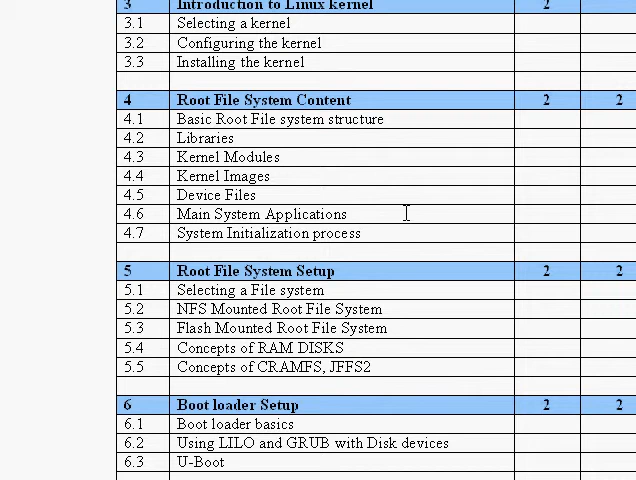 3 Introduction to Linux kernel 2
3.1 Selecting a kernel
3.2 Configuring the kernel
3.3 Installing the kernel
4 Root File System Content 2 2
4.1 Basic Root File system structure
4.2 Libraries
4.3 Kernel Modules
4.4 Kernel Images
4.5 Device Files
4.6 Main System Applications
4.7 System Initialization process
5 Root File System Setup 2 2
5.1 Selecting a File system
5.2 NFS Mounted Root File System
5.3 Flash Mounted Root File System
5.4 Concepts of RAM DISKS
5.5 Concepts of CRAMFS, JFFS2
6 Boot loader Setup 2 2
6.1 Boot loader basics
6.2 Using LILO and GRUB with Disk devices
6.3 U-Boot